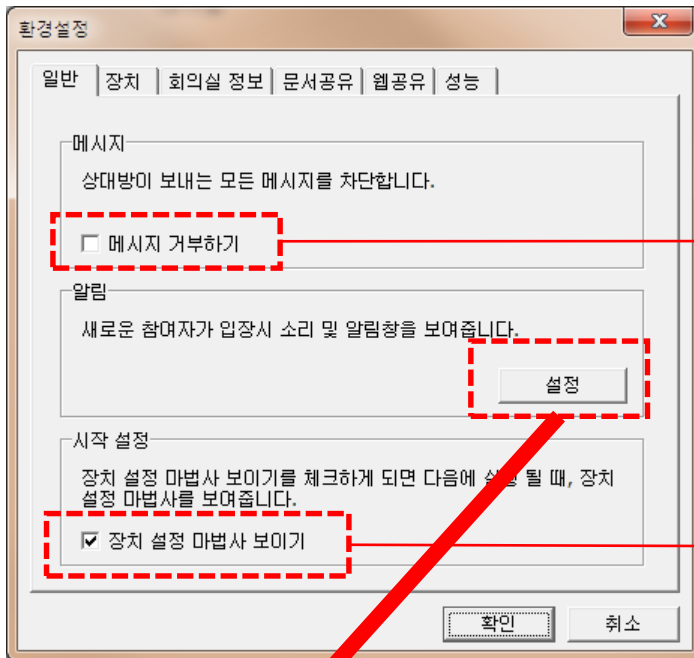 환경설정
일반 장치 회의실 정보 문서공유 웹공유 성능
메시지
상대방이 보내는 모든 메시지를 차단합니다.
메시지 거부하기
알림
새로운 참여자가 입장시 소리 및 알림창을 보여줍니다.
설정
시작 설정
장치 설정 마법사 보이기를 체크하게 되면 다음에 될 때, 장치
설정 마법사를 보여줍니다.
장치 설정 마법사 보이기
확인 취소